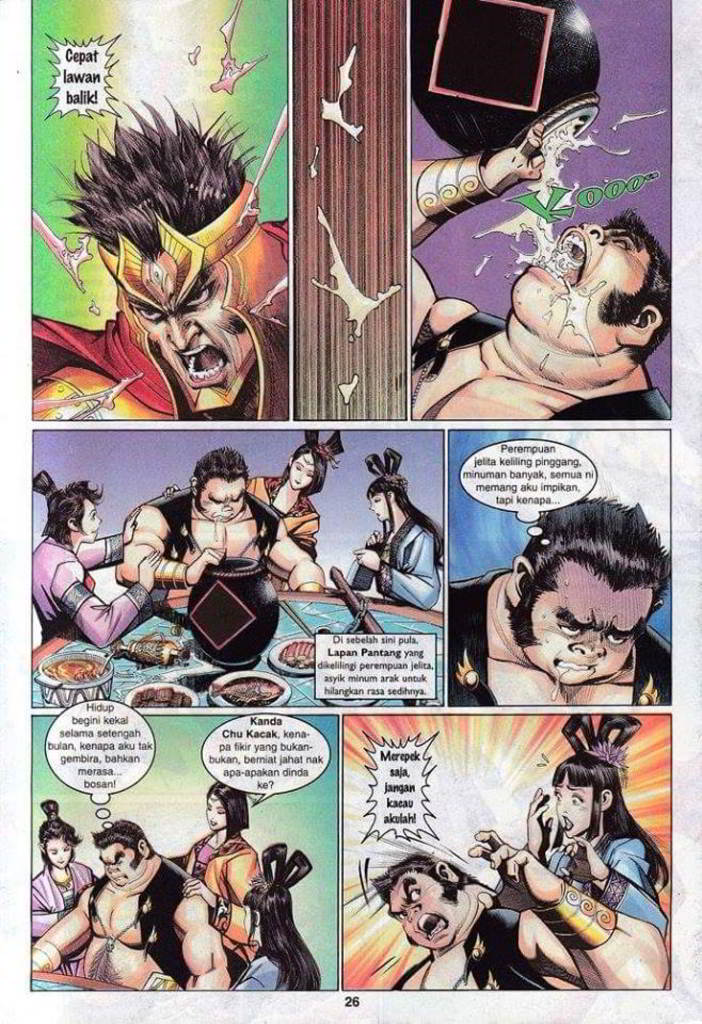 Cepat
lawan
balik!
Yooo~
Di sebelah sini pula,
Lapan Pantang yang
dikelilingi perempuan jelita,
asyik minum arak untuk
hilangkan rasa sedihnya.
Perempuan
jelita keliling pinggang,
minuman banyak, semua ni
memang aku impikan,
tapi kenapa...
Hidup
begini kekal
selama setengah
bulan, kenapa aku tak
gembira, bahkan
merasa...
bosan!
Kanda
Chu Kacak, kena-
pa fikir yang bukan-
bukan, berniat jahat nak
apa-apakan dinda
ke?
Merepek
saja,
jangan
kacau
akulah!
26